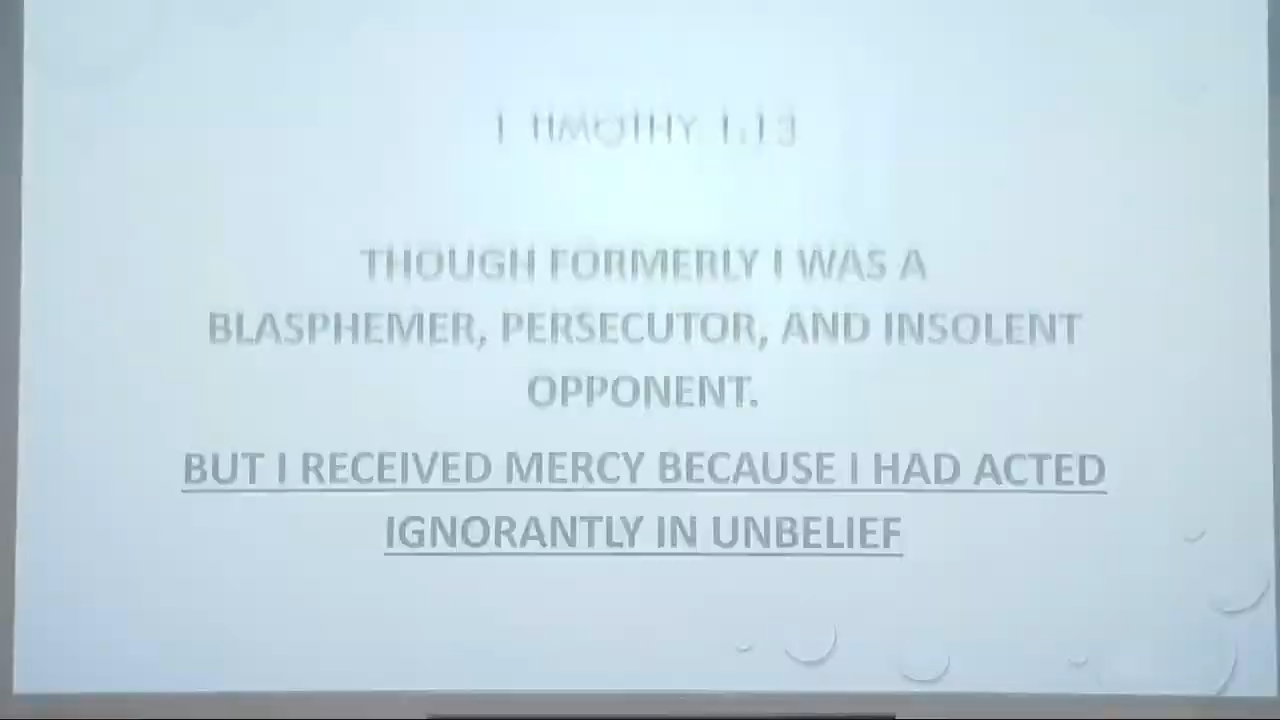 1 TIMOTHY 1:13
THOUGH FORMERLY I WAS A
BLASPHEMER, PERSECUTOR, AND INSOLENT
OPPONENT.
BUT I RECEIVED MERCY BECAUSE I HAD ACTED
IGNORANTLY IN UNBELIEF